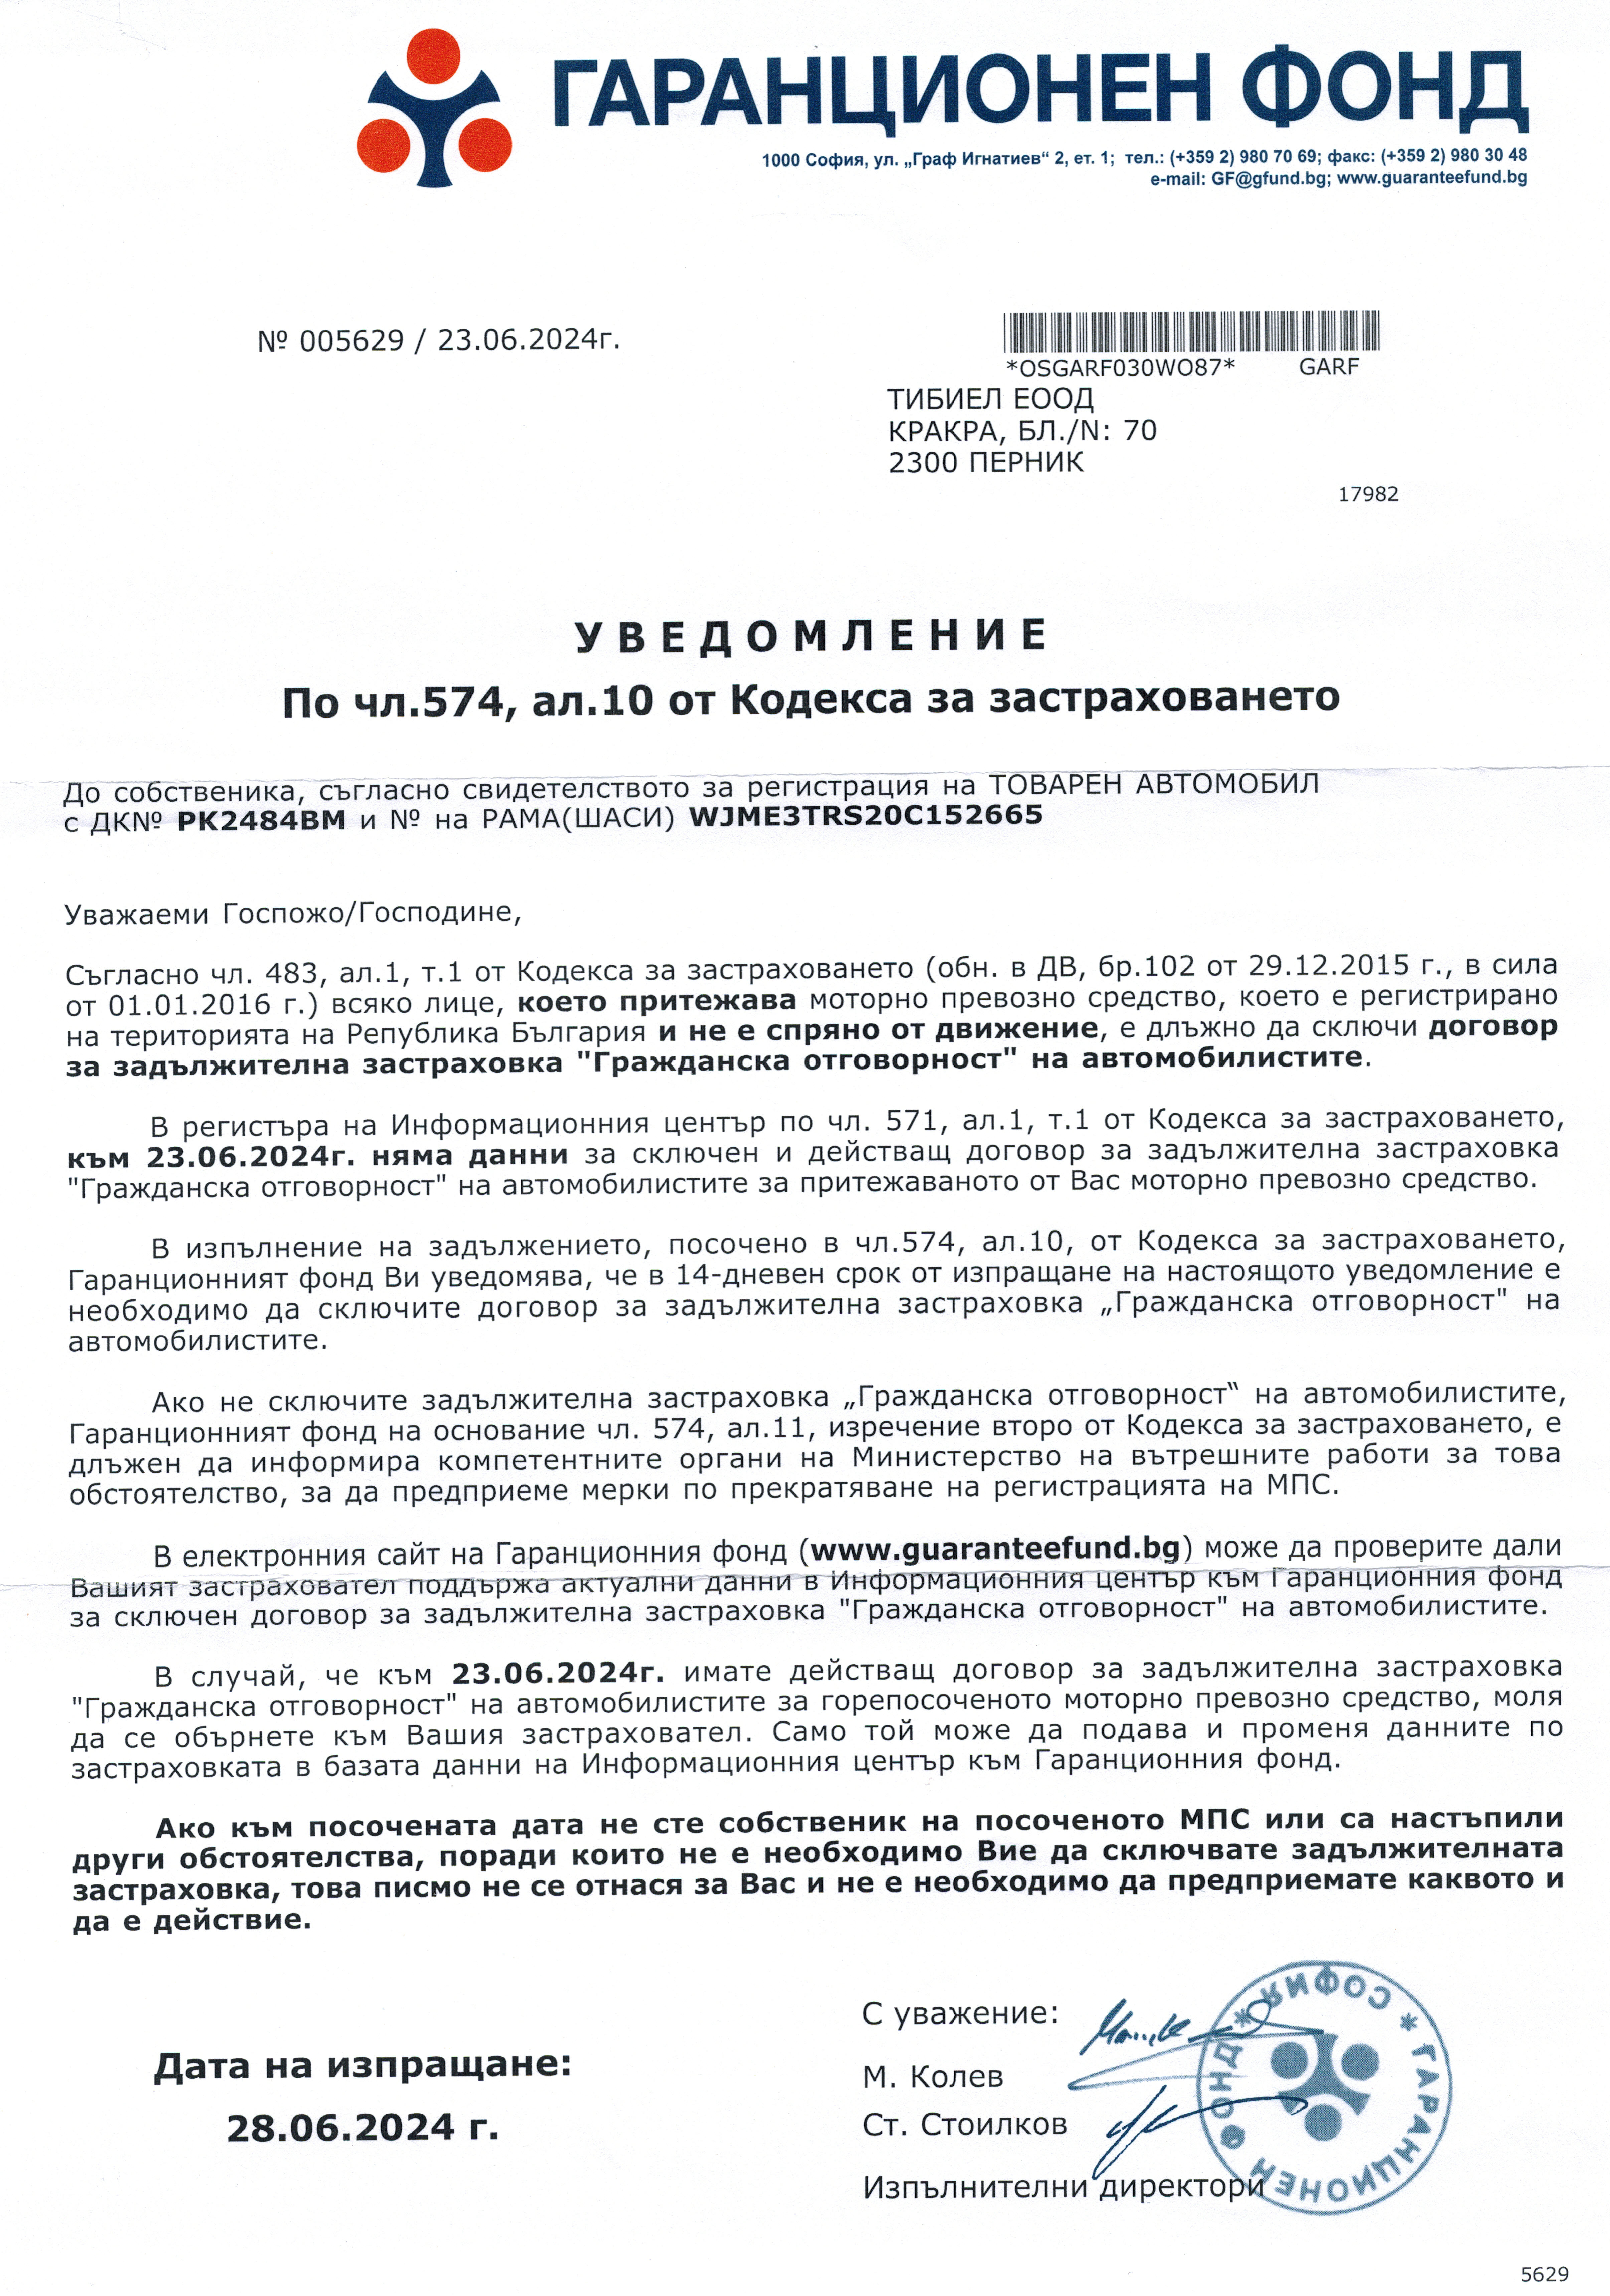 ГАРАНЦИОНЕН ФОНД
1000 София, ул. „Граф Игнатиев“ 2, ет. 1; тел.: (+359 2) 980 70 69; факс: (+359 2) 980 30 48
e-mail: GF@gfund.bg; www.guaranteefund.bg
№ 005629 / 23.06.2024г.
*OSGARF030WO87* GARF
ТИБИЕЛ ЕООД
КРАКРА, БЛ./N: 70
2300 ПЕРНИК
17982
УВЕДОМЛЕНИЕ
По чл.574, ал.10 от Кодекса за застраховането
До собственика, съгласно свидетелството за регистрация на ТОВАРЕН АВТОМОБИЛ
с ДК№ РК2484ВМ и № на РАМА(ШАСИ) WJME3TRS20C152665
Уважаеми Госпожо/Господине,
Съгласно чл. 483, ал.1, т.1 от Кодекса за застраховането (обн. в ДВ, бр.102 от 29.12.2015 г., в сила
от 01.01.2016 г.) всяко лице, което притежава моторно превозно средство, което е регистрирано
на територията на Република България и не е спряно от движение, е длъжно да сключи договор
за задължителна застраховка "Гражданска отговорност" на автомобилистите.
В регистъра на Информационния център по чл. 571, ал.1, т.1 от Кодекса за застраховането,
към 23.06.2024г. няма данни за сключен и действащ договор за задължителна застраховка
"Гражданска отговорност" на автомобилистите за притежаваното от Вас моторно превозно средство.
В изпълнение на задължението, посочено в чл.574, ал.10, от Кодекса за застраховането,
Гаранционният фонд Ви уведомява, че в 14-дневен срок от изпращане на настоящото уведомление е
необходимо да сключите договор за задължителна застраховка „Гражданска отговорност" на
автомобилистите.
Ако не сключите задължителна застраховка „Гражданска отговорност“ на автомобилистите,
Гаранционният фонд на основание чл. 574, ал.11, изречение второ от Кодекса за застраховането, е
длъжен да информира компетентните органи на Министерство на вътрешните работи за това
обстоятелство, за да предприеме мерки по прекратяване на регистрацията на МПС.
В електронния сайт на Гаранционния фонд (www.guaranteefund.bg) може да проверите дали
Вашият застраховател поддържа актуални данни в Информационния център към Гаранционния фонд
за сключен договор за задължителна застраховка "Гражданска отговорност" на автомобилистите.
В случай, че към 23.06.2024г. имате действащ договор за задължителна застраховка
"Гражданска отговорност" на автомобилистите за горепосоченото моторно превозно средство, моля
да се обърнете към Вашия застраховател. Само той може да подава и променя данните по
застраховката в базата данни на Информационния център към Гаранционния фонд.
Ако към посочената дата не сте собственик на посоченото МПС или са настъпили
други обстоятелства, поради които не е необходимо Вие да сключвате задължителната
застраховка, това писмо не се отнася за Вас и не е необходимо да предприемате каквото и
да е действие.
С уважение:
М. Колев
Ст. Стоилков
Изпълнителни директори
Дата на изпращане:
28.06.2024 г.
* ГАРАНЦИОНЕН ФОНД * СОФИЯ
5629